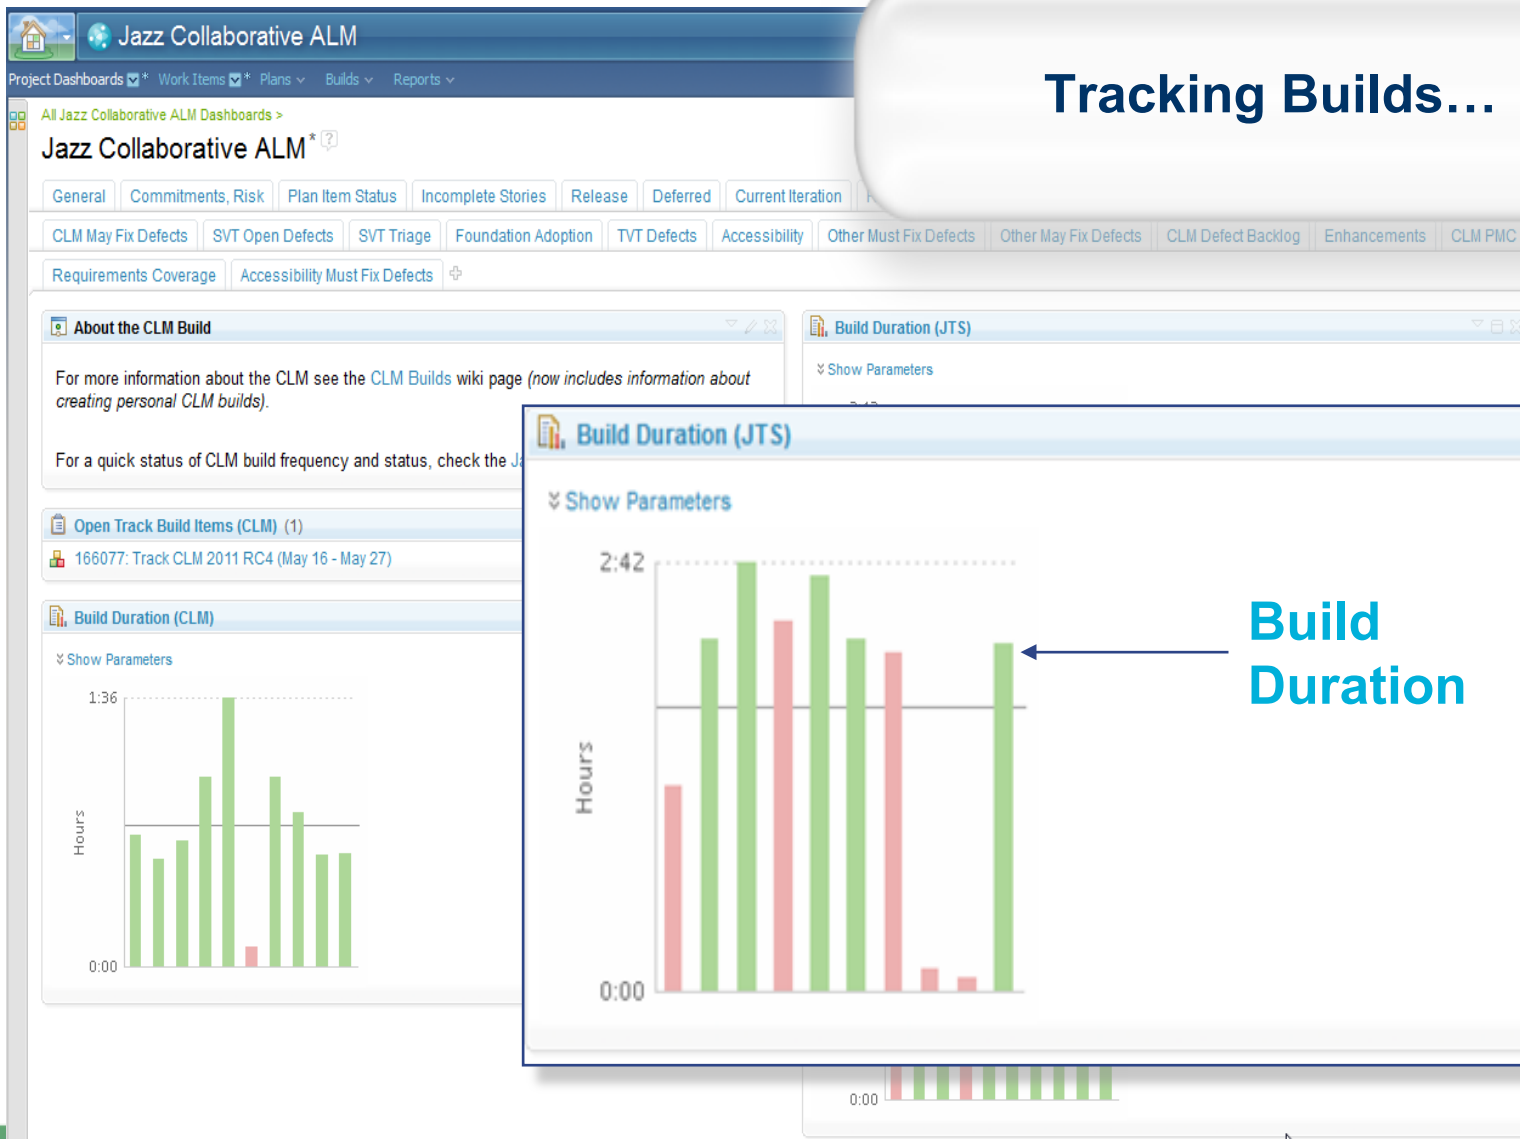 Jazz Collaborative ALM
Project Dashboards * Work Items * Plans Builds Reports
Tracking Builds...
All Jazz Collaborative ALM Dashboards >
Jazz Collaborative ALM* ?
General Commitments, Risk Plan Item Status Incomplete Stories Release Deferred Current Iteration
CLM May Fix Defects SVT Open Defects SVT Triage Foundation Adoption TVT Defects Accessibility Other Must Fix Defects Other May Fix Defects CLM Defect Backlog Enhancements CLM PMC
Requirements Coverage Accessibility Must Fix Defects
About the CLM Build
For more information about the CLM see the CLM Builds wiki page (now includes information about
creating personal CLM builds).
For a quick status of CLM build frequency and status, check the
Open Track Build Items (CLM) (1)
166077: Track CLM 2011 RC4 (May 16 - May 27)
Build Duration (CLM)
Show Parameters
1:36
Hours
0:00
Build Duration (JTS)
Show Parameters
Build Duration (JTS)
Show Parameters
2:42
Hours
0:00
Build
Duration
0:00